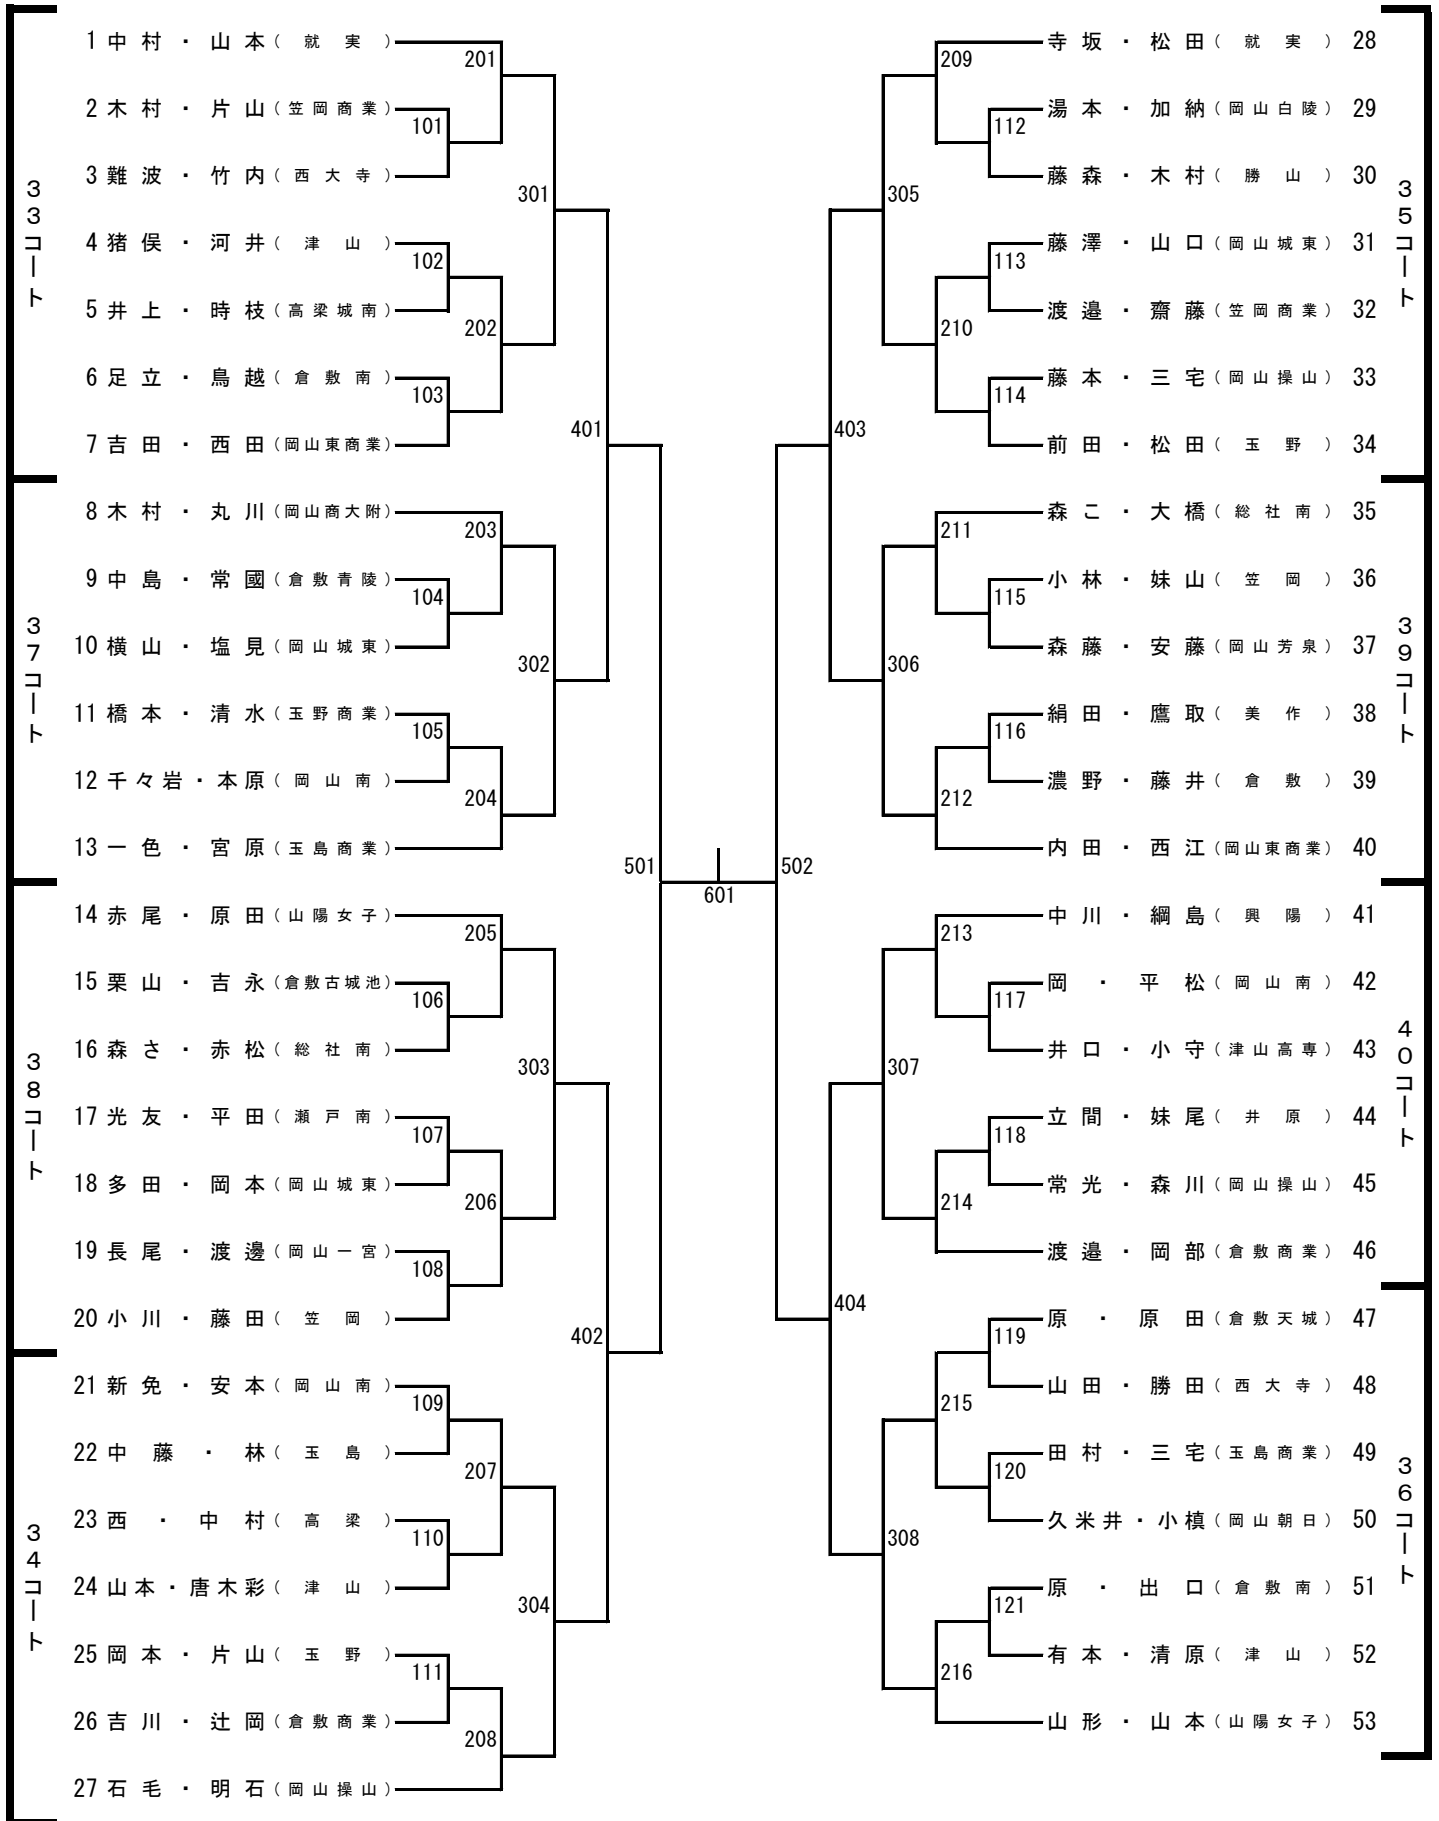 33コート
1 中村・山本（就実）
201
2 木村・片山（笠岡商業）
101
3 難波・竹内（西大寺）
301
4 猪俣・河井（津山）
102
5 井上・時枝（高梁城南）
202
6 足立・鳥越（倉敷南）
103
401
7 吉田・西田（岡山東商業）
37コート
8 木村・丸川（岡山商大附）
203
9 中島・常國（倉敷青陵）
104
10 横山・塩見（岡山城東）
302
11 橋本・清水（玉野商業）
105
12 千々岩・本原（岡山南）
204
13 一色・宮原（玉島商業）
501
601
38コート
14 赤尾・原田（山陽女子）
205
15 栗山・吉永（倉敷古城池）
106
16 森さ・赤松（総社南）
303
17 光友・平田（瀬戸南）
107
18 多田・岡本（岡山城東）
206
19 長尾・渡邊（岡山一宮）
108
20 小川・藤田（笠岡）
402
34コート
21 新免・安本（岡山南）
109
22 中藤・林（玉島）
207
23 西・中村（高梁）
110
24 山本・唐木彩（津山）
304
25 岡本・片山（玉野）
111
26 吉川・辻岡（倉敷商業）
208
27 石毛・明石（岡山操山）
35コート
寺坂・松田（就実） 28
209
湯本・加納（岡山白陵） 29
112
藤森・木村（勝山） 30
305
藤澤・山口（岡山城東） 31
113
渡邉・齋藤（笠岡商業） 32
210
藤本・三宅（岡山操山） 33
114
403
前田・松田（玉野） 34
39コート
森こ・大橋（総社南） 35
211
小林・妹山（笠岡） 36
115
森藤・安藤（岡山芳泉） 37
306
絹田・鷹取（美作） 38
116
濃野・藤井（倉敷） 39
212
内田・西江（岡山東商業） 40
502
40コート
中川・綱島（興陽） 41
213
岡・平松（岡山南） 42
117
井口・小守（津山高専） 43
307
立間・妹尾（井原） 44
118
常光・森川（岡山操山） 45
214
渡邉・岡部（倉敷商業） 46
404
36コート
原・原田（倉敷天城） 47
119
山田・勝田（西大寺） 48
215
田村・三宅（玉島商業） 49
120
久米井・小槙（岡山朝日） 50
308
原・出口（倉敷南） 51
121
有本・清原（津山） 52
216
山形・山本（山陽女子） 53